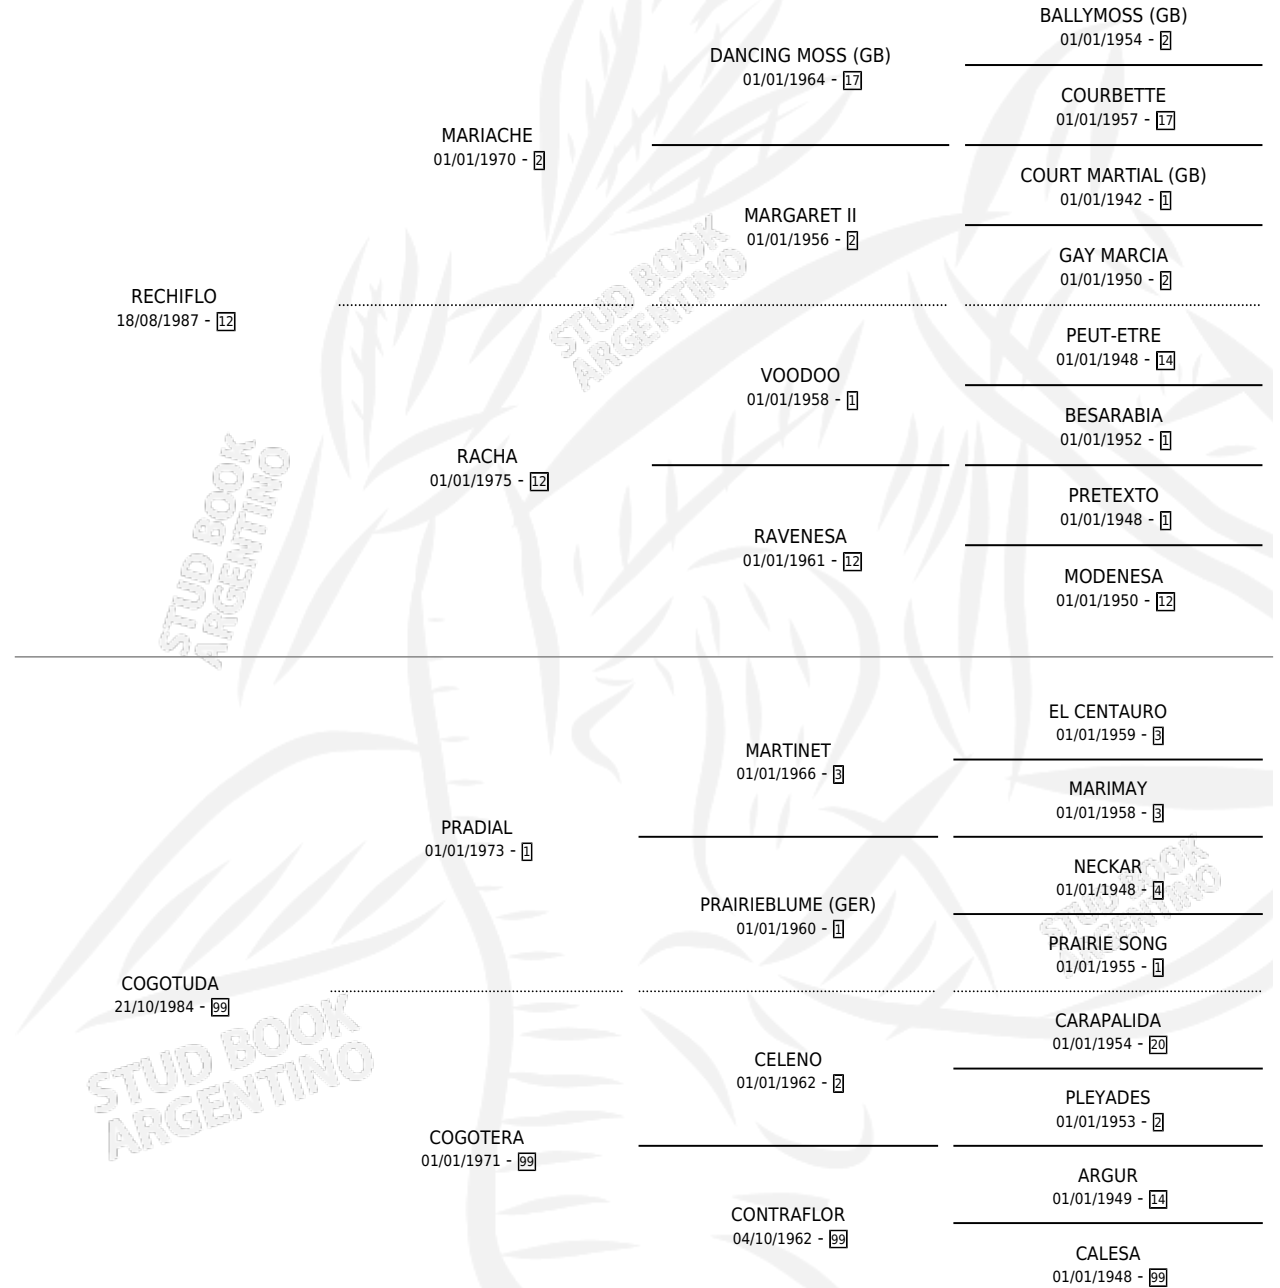 BALLYMOSS (GB)
01/01/1954 - 2
DANCING MOSS (GB)
01/01/1964 - 17
COURBETTE
01/01/1957 - 17
MARIACHE
01/01/1970 - 2
COURT MARTIAL (GB)
01/01/1942 - 1
MARGARET II
01/01/1956 - 2
GAY MARCIA
01/01/1950 - 2
RECHIFLO
18/08/1987 - 12
PEUT-ETRE
01/01/1948 - 14
VOODOO
01/01/1958 - 1
BESARABIA
01/01/1952 - 1
RACHA
01/01/1975 - 12
PRETEXTO
01/01/1948 - 1
RAVENESA
01/01/1961 - 12
MODENESA
01/01/1950 - 12
EL CENTAURO
01/01/1959 - 3
MARTINET
01/01/1966 - 3
MARIMAY
01/01/1958 - 3
PRADIAL
01/01/1973 - 1
NECKAR
01/01/1948 - 4
PRAIRIEBLUME (GER)
01/01/1960 - 1
PRAIRIE SONG
01/01/1955 - 1
COGOTUDA
21/10/1984 - 99
CARAPALIDA
01/01/1954 - 20
CELENO
01/01/1962 - 2
PLEYADES
01/01/1953 - 2
COGOTERA
01/01/1971 - 99
ARGUR
01/01/1949 - 14
CONTRAFLOR
04/10/1962 - 99
CALESA
01/01/1948 - 99
STUD BOOK
ARGENTINO
STUD BOOK
ARGENTINO
STUD BOOK
ARGENTINO
STUD BOOK
ARGENTINO